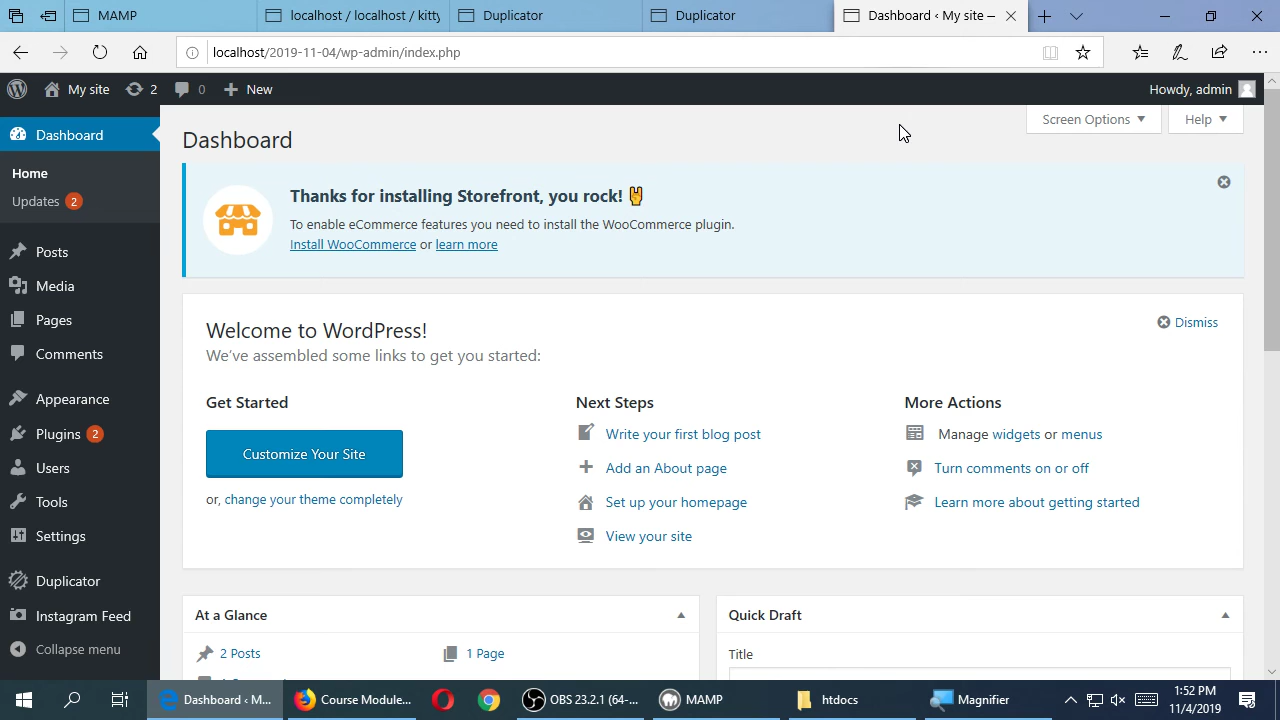 MAMP
localhost / localhost / kitty
Duplicator
Duplicator
Dashboard ‹ My site —
localhost/2019-11-04/wp-admin/index.php
My site
2
0
New
Howdy, admin
Dashboard
Home
Updates 2
Posts
Media
Pages
Comments
Appearance
Plugins 2
Users
Tools
Settings
Duplicator
Instagram Feed
Collapse menu
Screen Options
Help
Dashboard
Thanks for installing Storefront, you rock! 🤘
To enable eCommerce features you need to install the WooCommerce plugin.
Install WooCommerce or learn more
Welcome to WordPress!
We've assembled some links to get you started:
Dismiss
Get Started
Customize Your Site
or, change your theme completely
Next Steps
Write your first blog post
Add an About page
Set up your homepage
View your site
More Actions
Manage widgets or menus
Turn comments on or off
Learn more about getting started
At a Glance
2 Posts
1 Page
Quick Draft
Title
Dashboard ‹ M...
Course Module...
OBS 23.2.1 (64-...
MAMP
htdocs
Magnifier
1:52 PM
11/4/2019